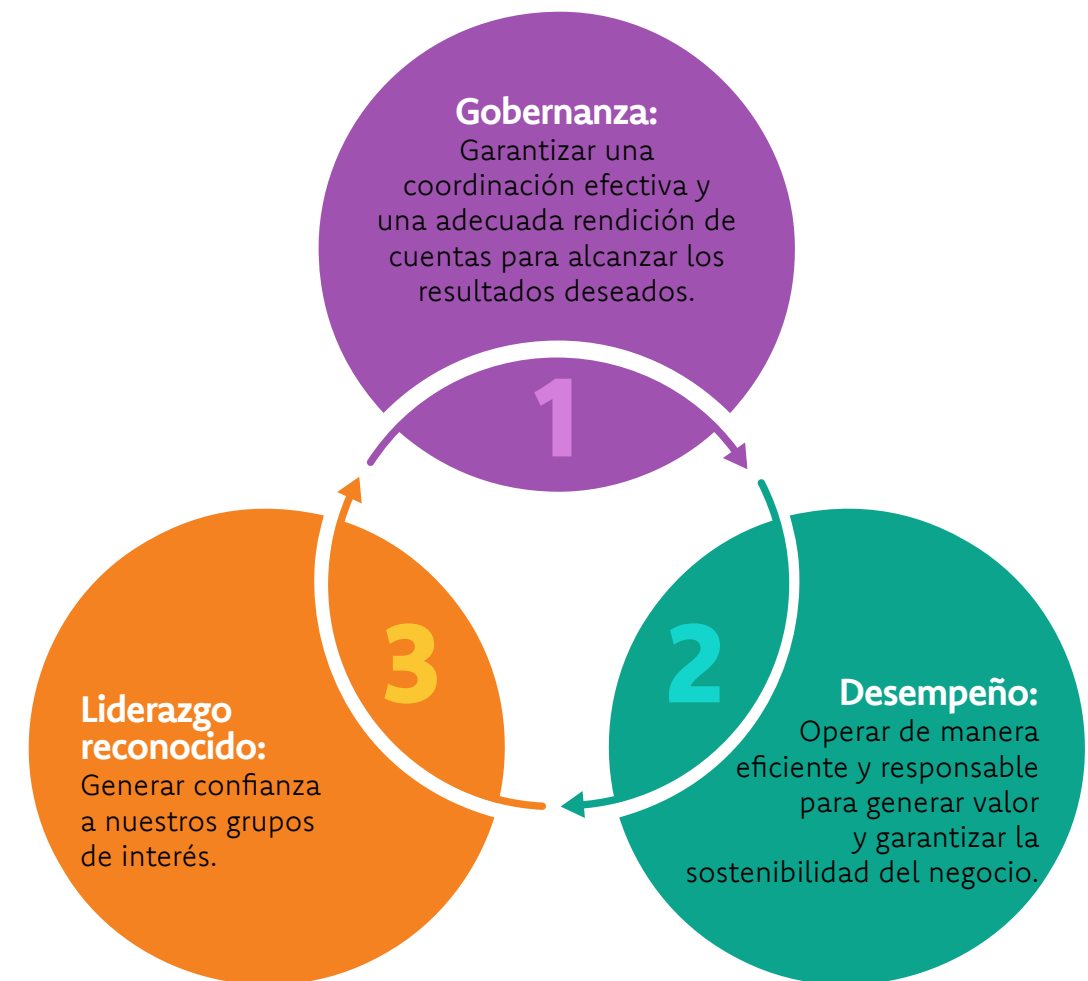 Gobernanza:
Garantizar una
coordinación efectiva y
una adecuada rendición de
cuentas para alcanzar los
resultados deseados.
1
2
Desempeño:
Operar de manera
eficiente y responsable
para generar valor
y garantizar la
sostenibilidad del negocio.
3
Liderazgo
reconocido:
Generar confianza
a nuestros grupos
de interés.